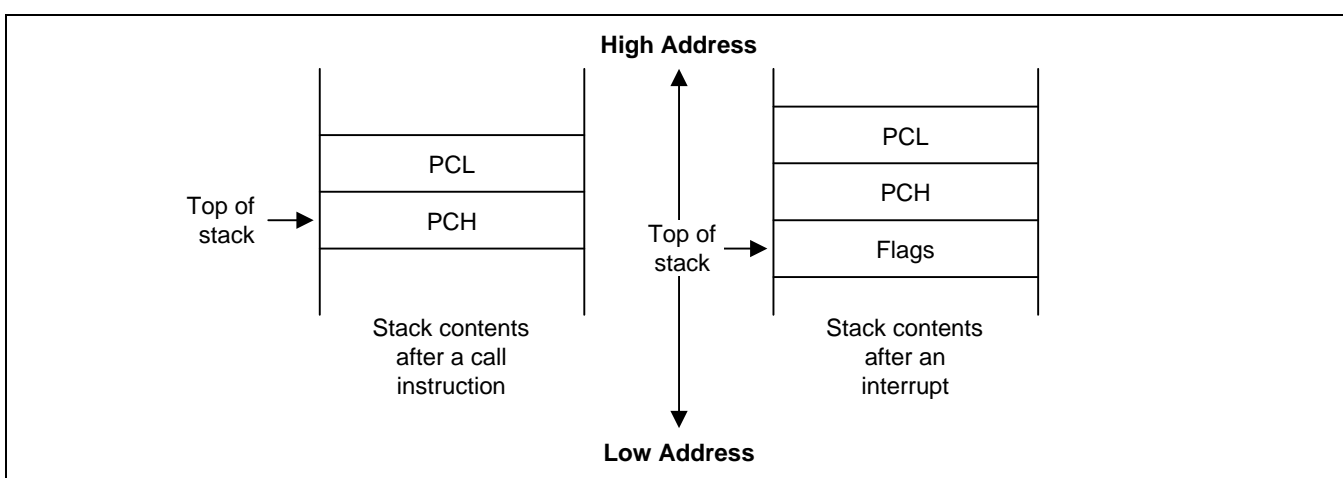 High Address
PCL
PCH
Top of
stack
Stack contents
after a call
instruction
PCL
PCH
Flags
Top of
stack
Stack contents
after an
interrupt
Low Address